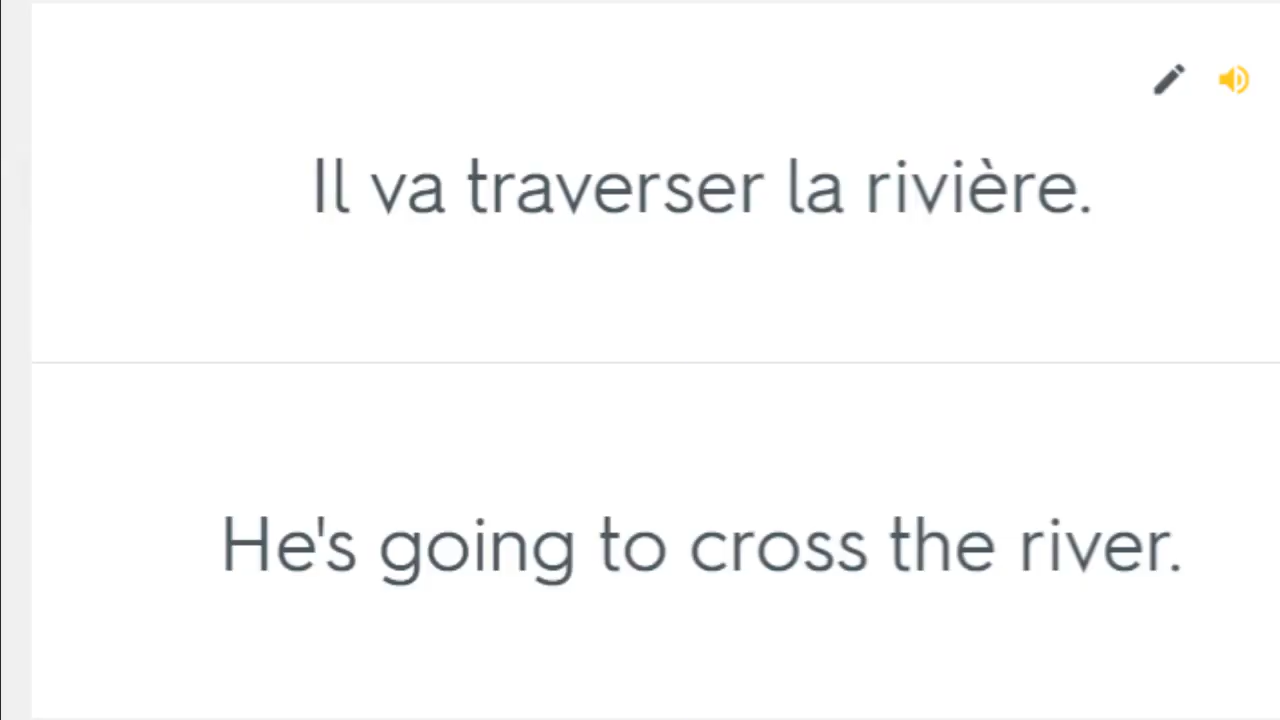 Il va traverser la rivière.
He's going to cross the river.